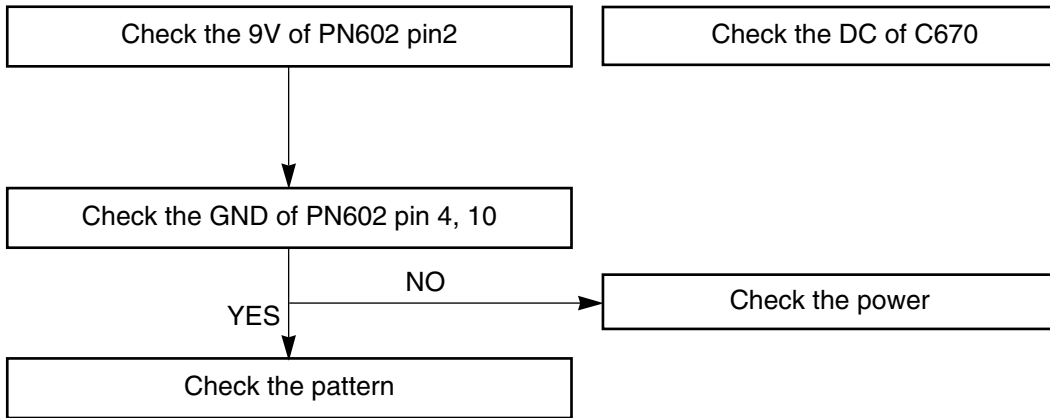 Check the 9V of PN602 pin2
Check the DC of C670
Check the GND of PN602 pin 4, 10
NO
Check the power
YES
Check the pattern